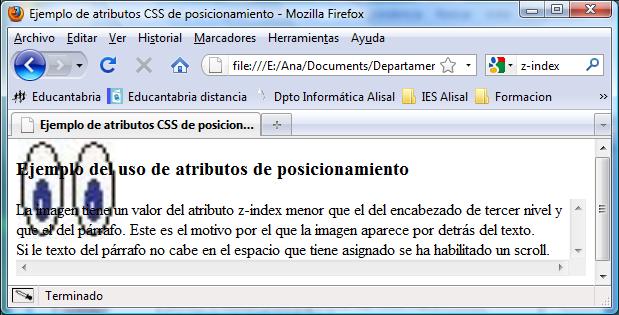 Ejemplo de atributos CSS de posicionamiento - Mozilla Firefox
Archivo Editar Ver Historial Marcadores Herramientas Ayuda
file:///E:/Ana/Documents/Departamer z-index
Educantabria Educantabria distancia Dpto Informática Alisal IES Alisal Formacion »
Ejemplo de atributos CSS de posicion...
Ejemplo del uso de atributos de posicionamiento
La imagen tiene un valor del atributo z-index menor que el del encabezado de tercer nivel y
que el del párrafo. Este es el motivo por el que la imagen aparece por detrás del texto.
Si le texto del párrafo no cabe en el espacio que tiene asignado se ha habilitado un scroll.
Terminado